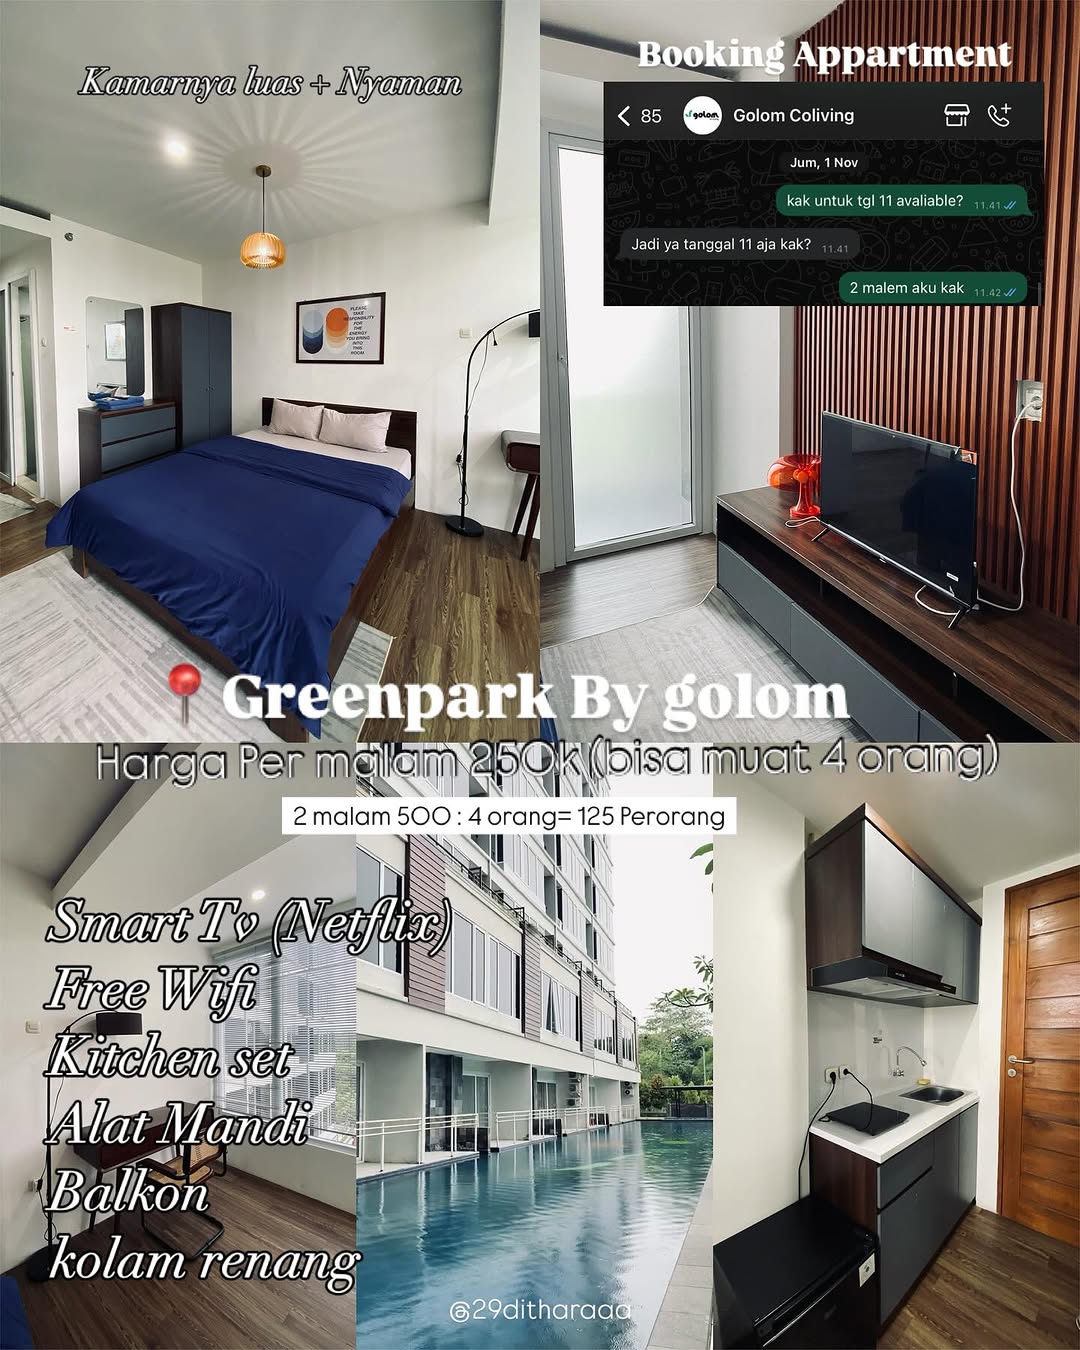 Kamarnya luas + Nyaman
Booking Appartment
85
golom
Golom Coliving
Jum, 1 Nov
kak untuk tgl 11 avaliable? 11.41
Jadi ya tanggal 11 aja kak? 11.41
2 malem aku kak 11.42
PLEASE
TAKE
RESPONSIBILITY
FOR
THE
ENERGY
YOU BRING
INTO
THIS
ROOM
📍 Greenpark By golom
Harga Per mallam 250k (bisa muat 4 orang)
2 malam 500 : 4 orang= 125 Perorang
Smart Tv (Netflix)
Free Wifi
Kitchen set
Alat Mandi
Balkon
kolam renang
@29ditharaaa